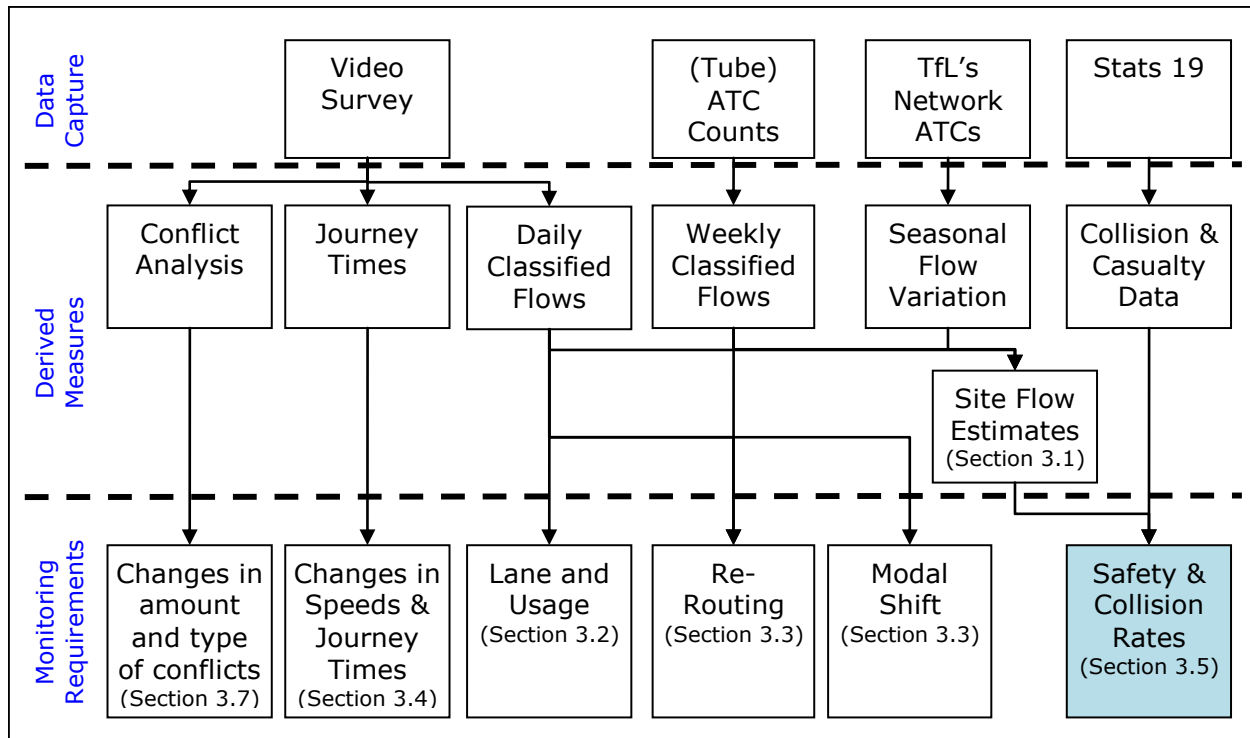 Data
Capture
Video
Survey
(Tube)
ATC
Counts
TfL's
Network
ATCs
Stats 19
Derived
Measures
Conflict
Analysis
Journey
Times
Daily
Classified
Flows
Weekly
Classified
Flows
Seasonal
Flow
Variation
Collision &
Casualty
Data
Site Flow
Estimates
(Section 3.1)
Monitoring
Requirements
Changes in
amount
and type
of conflicts
(Section 3.7)
Changes in
Speeds &
Journey
Times
(Section 3.4)
Lane and
Usage
(Section 3.2)
Re-
Routing
(Section 3.3)
Modal
Shift
(Section 3.3)
Safety &
Collision
Rates
(Section 3.5)